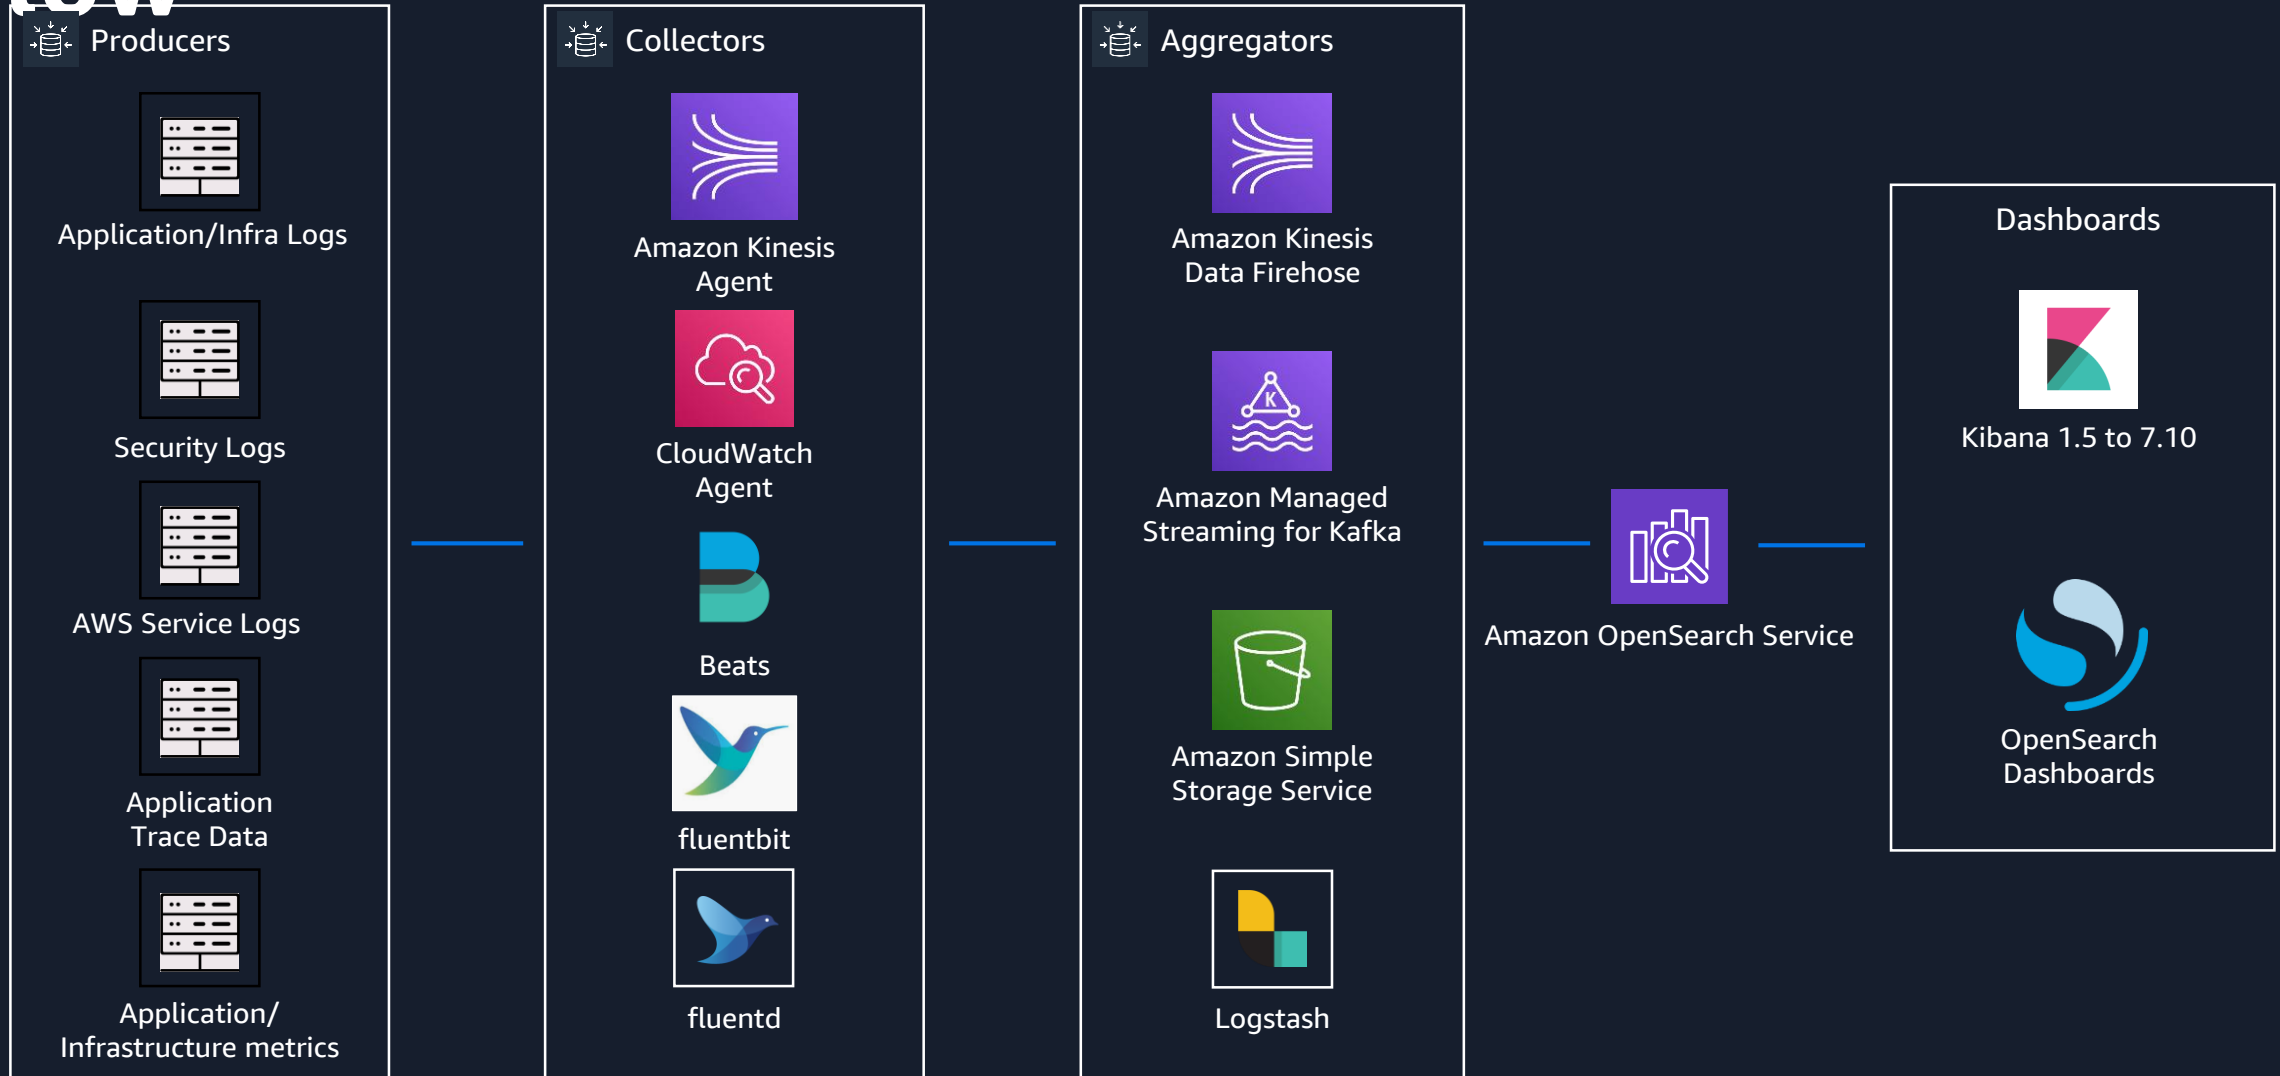 Producers
Application/Infra Logs
Security Logs
AWS Service Logs
Application
Trace Data
Application/
Infrastructure metrics
Collectors
Amazon Kinesis
Agent
CloudWatch
Agent
Beats
fluentbit
fluentd
Aggregators
Amazon Kinesis
Data Firehose
K
Amazon Managed
Streaming for Kafka
Amazon Simple
Storage Service
Logstash
Amazon OpenSearch Service
Dashboards
Kibana 1.5 to 7.10
OpenSearch
Dashboards